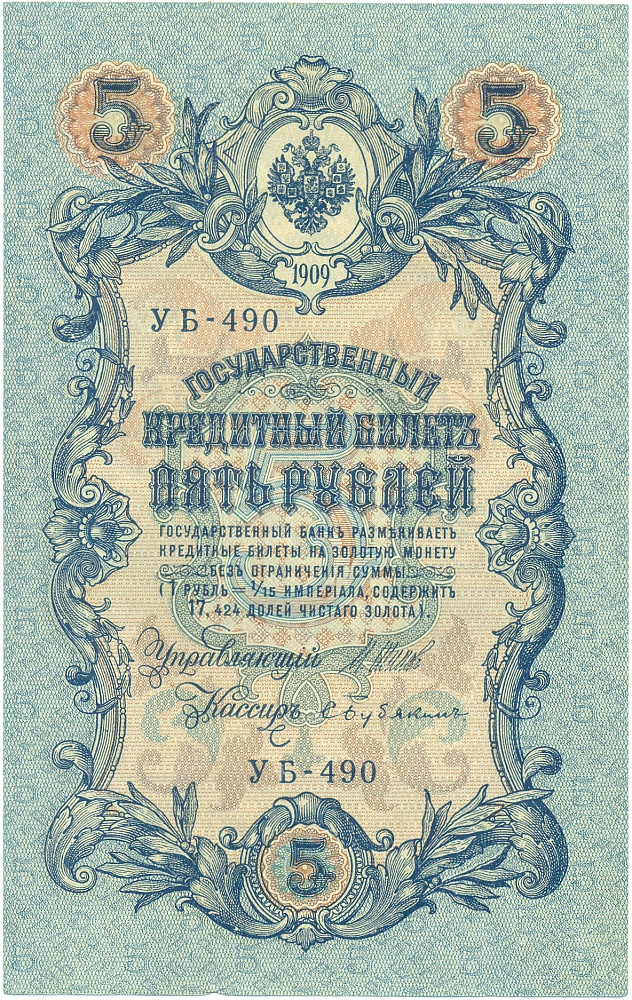 5 5
1909
УБ-490
ГОСУДАРСТВЕННЫЙ
КРЕДИТНЫЙ БИЛЕТЪ
ПЯТЬ РУБЛЕЙ
ГОСУДАРСТВЕННЫЙ БАНКЪ РАЗМѢНИВАЕТЪ
КРЕДИТНЫЕ БИЛЕТЫ НА ЗОЛОТУЮ МОНЕТУ
БЕЗЪ ОГРАНИЧЕНІЯ СУММЫ
(1 РУБЛЬ — 1/15 ИМПЕРІАЛА, СОДЕРЖИТЪ
17,424 ДОЛЕЙ ЧИСТАГО ЗОЛОТА).
Управляющій
Кассиръ С Бубякинъ
УБ-490
5